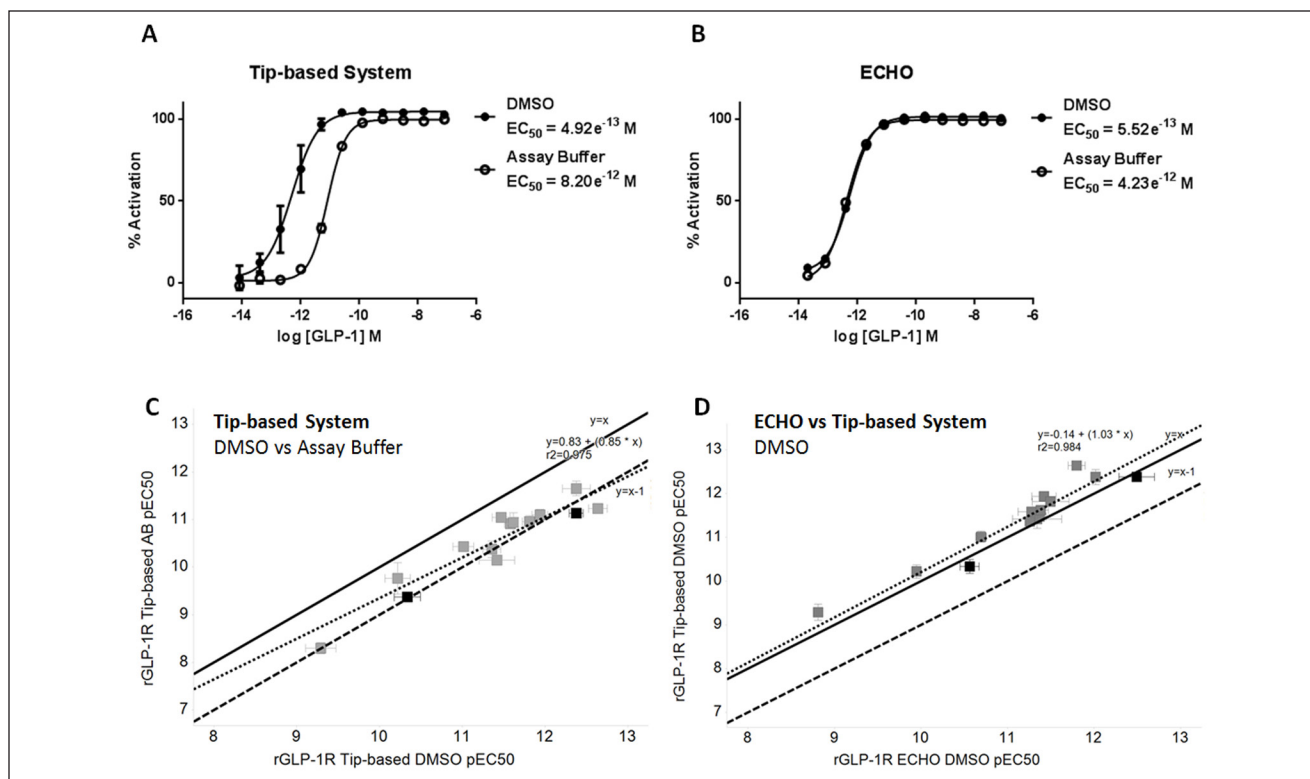 A
Tip-based System
% Activation
100
50
0
-16 -14 -12 -10 -8 -6
log [GLP-1] M
DMSO
EC50 = 4.92e-13 M
Assay Buffer
EC50 = 8.20e-12 M
B
ECHO
% Activation
100
50
0
-16 -14 -12 -10 -8 -6
log [GLP-1] M
DMSO
EC50 = 5.52e-13 M
Assay Buffer
EC50 = 4.23e-12 M
C
Tip-based System
DMSO vs Assay Buffer
y=x
y=0.83 + (0.85 * x)
r2=0.975
y=x-1
rGLP-1R Tip-based AB pEC50
13
12
11
10
9
8
7
8 9 10 11 12 13
rGLP-1R Tip-based DMSO pEC50
D
ECHO vs Tip-based System
DMSO
y=-0.14 + (1.03 * x)
r2=0.984
y=x
y=x-1
rGLP-1R Tip-based DMSO pEC50
13
12
11
10
9
8
7
8 9 10 11 12 13
rGLP-1R ECHO DMSO pEC50